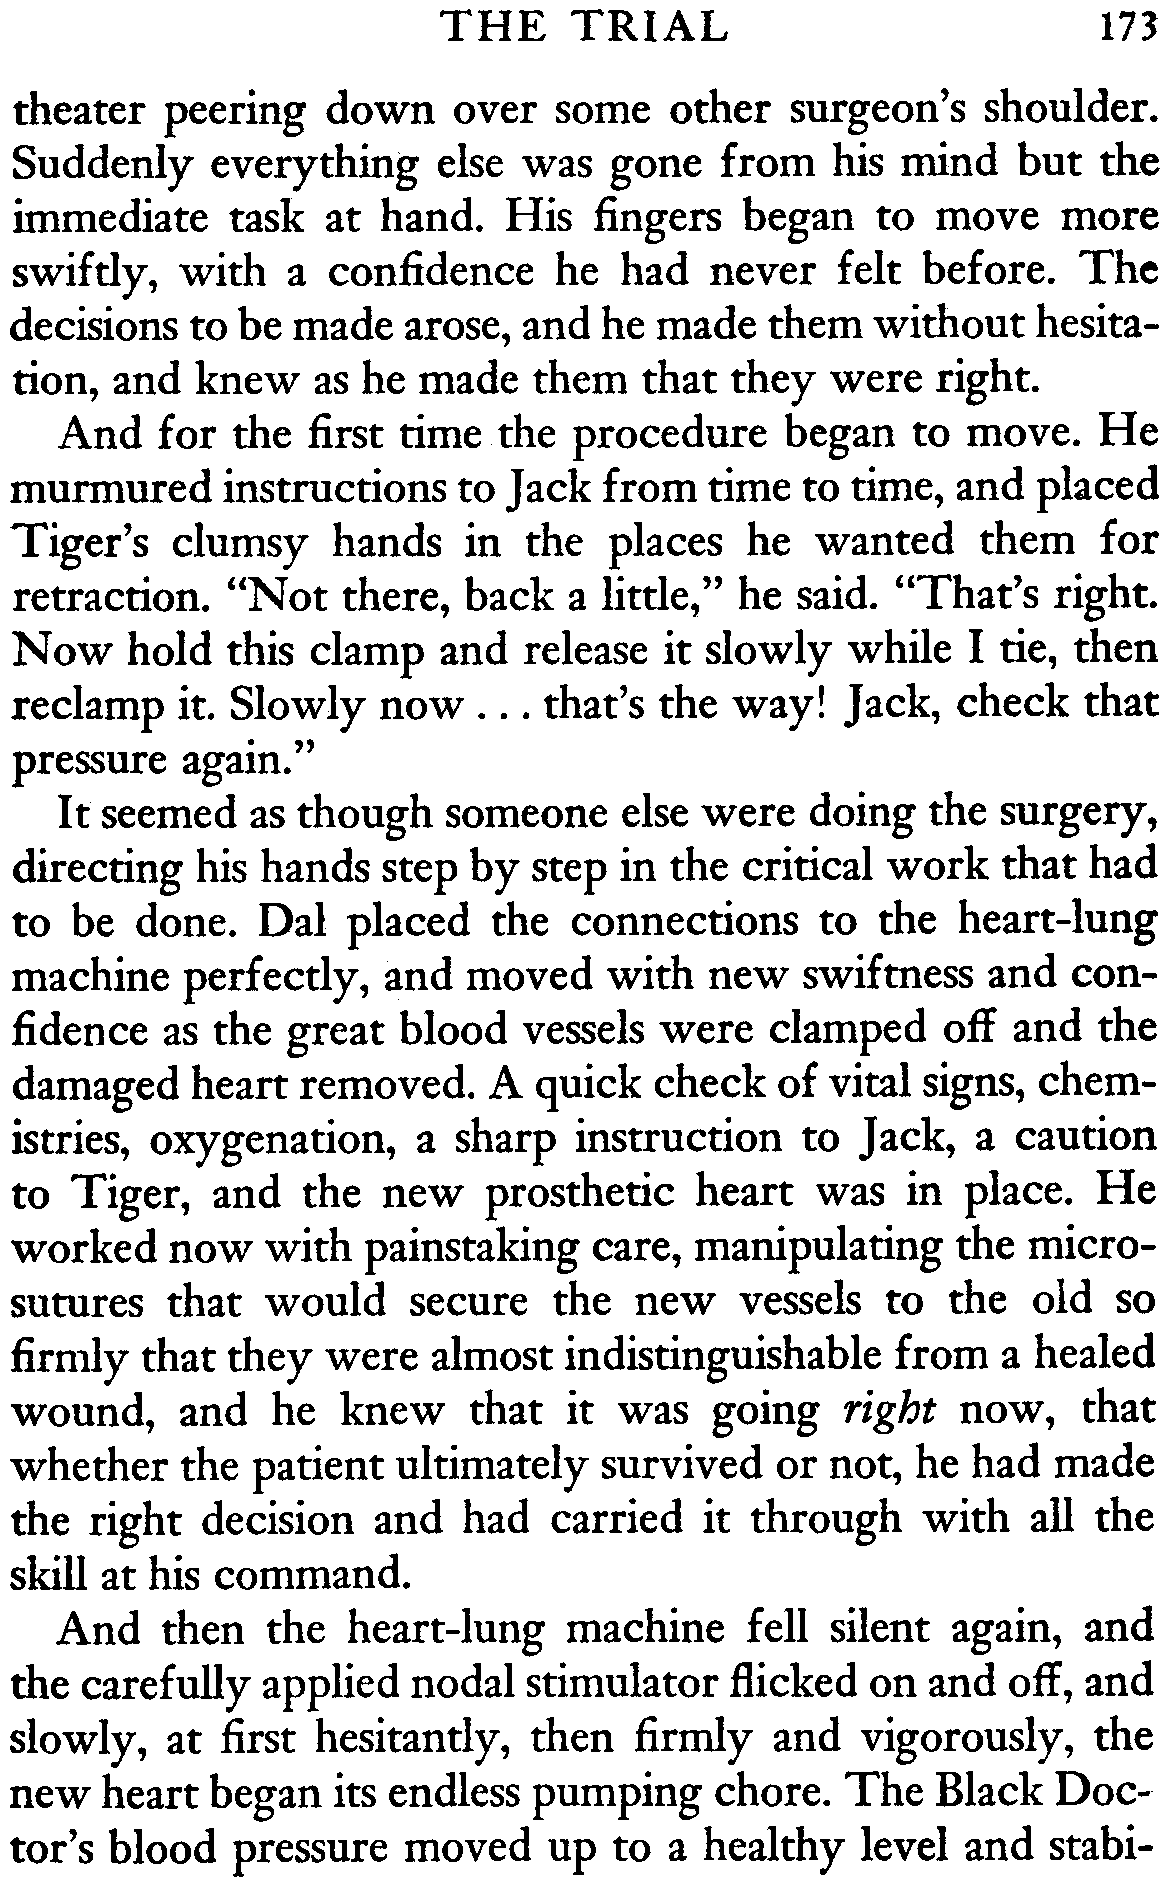 THE TRIAL 173
theater peering down over some other surgeon's shoulder.
Suddenly everything else was gone from his mind but the
immediate task at hand. His fingers began to move more
swiftly, with a confidence he had never felt before. The
decisions to be made arose, and he made them without hesita-
tion, and knew as he made them that they were right.
And for the first time the procedure began to move. He
murmured instructions to Jack from time to time, and placed
Tiger's clumsy hands in the places he wanted them for
retraction. “Not there, back a little,” he said. “That's right.
Now hold this clamp and release it slowly while I tie, then
reclamp it. Slowly now . . . that's the way! Jack, check that
pressure again.”
It seemed as though someone else were doing the surgery,
directing his hands step by step in the critical work that had
to be done. Dal placed the connections to the heart-lung
machine perfectly, and moved with new swiftness and con-
fidence as the great blood vessels were clamped off and the
damaged heart removed. A quick check of vital signs, chem-
istries, oxygenation, a sharp instruction to Jack, a caution
to Tiger, and the new prosthetic heart was in place. He
worked now with painstaking care, manipulating the micro-
sutures that would secure the new vessels to the old so
firmly that they were almost indistinguishable from a healed
wound, and he knew that it was going right now, that
whether the patient ultimately survived or not, he had made
the right decision and had carried it through with all the
skill at his command.
And then the heart-lung machine fell silent again, and
the carefully applied nodal stimulator flicked on and off, and
slowly, at first hesitantly, then firmly and vigorously, the
new heart began its endless pumping chore. The Black Doc-
tor's blood pressure moved up to a healthy level and stabi-